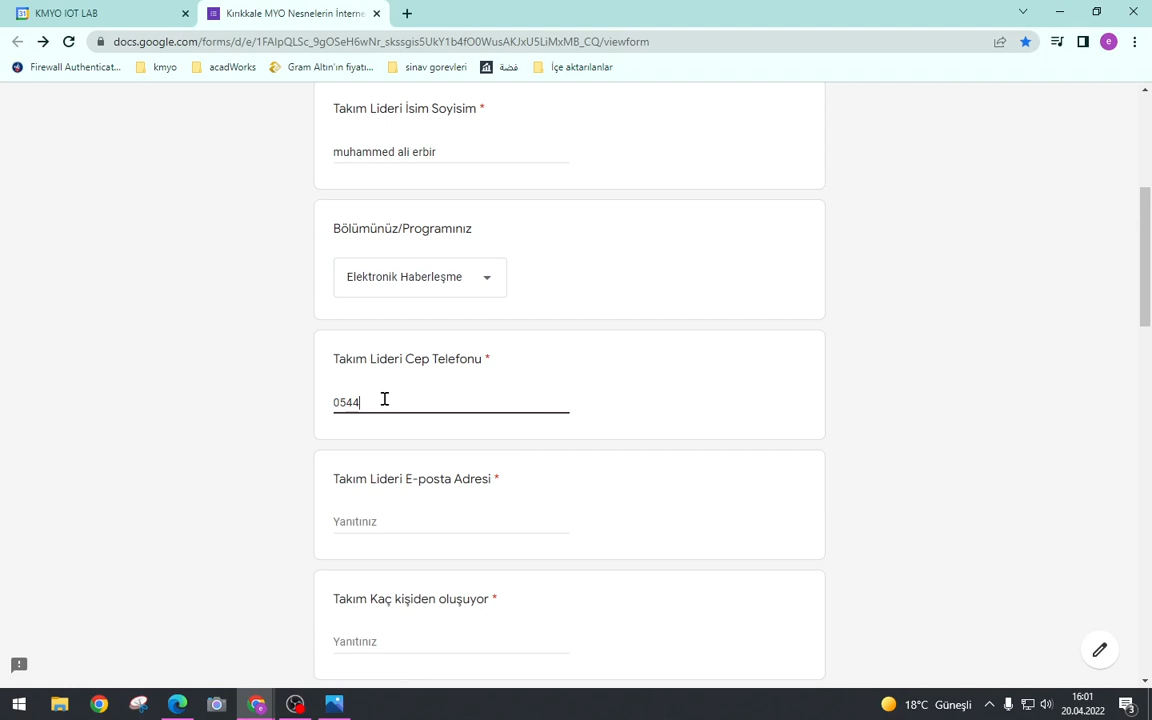 KMYO IOT LAB
Kırıkkale MYO Nesnelerin İnterne
docs.google.com/forms/d/e/1FAIpQLSc_9gOSeH6wNr_skssgis5UkY1b4fO0WusAKJxU5LiMxMB_CQ/viewform
Firewall Authenticat...
kmyo
acadWorks
Gram Altın'ın fiyatı...
sinav gorevleri
فضة
İçe aktarılanlar
Takım Lideri İsim Soyisim *
muhammed ali erbir
Bölümünüz/Programınız
Elektronik Haberleşme
Takım Lideri Cep Telefonu *
0544
Takım Lideri E-posta Adresi *
Yanıtınız
Takım Kaç kişiden oluşuyor *
Yanıtınız
18°C Güneşli
16:01
20.04.2022
3